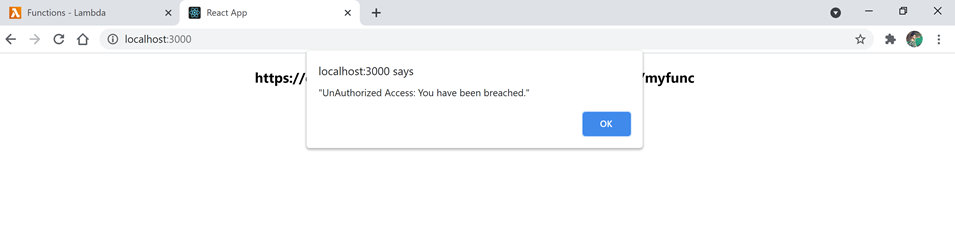 Functions - Lambda
React App
localhost:3000
localhost:3000 says
https:// /myfunc
"UnAuthorized Access: You have been breached."
OK